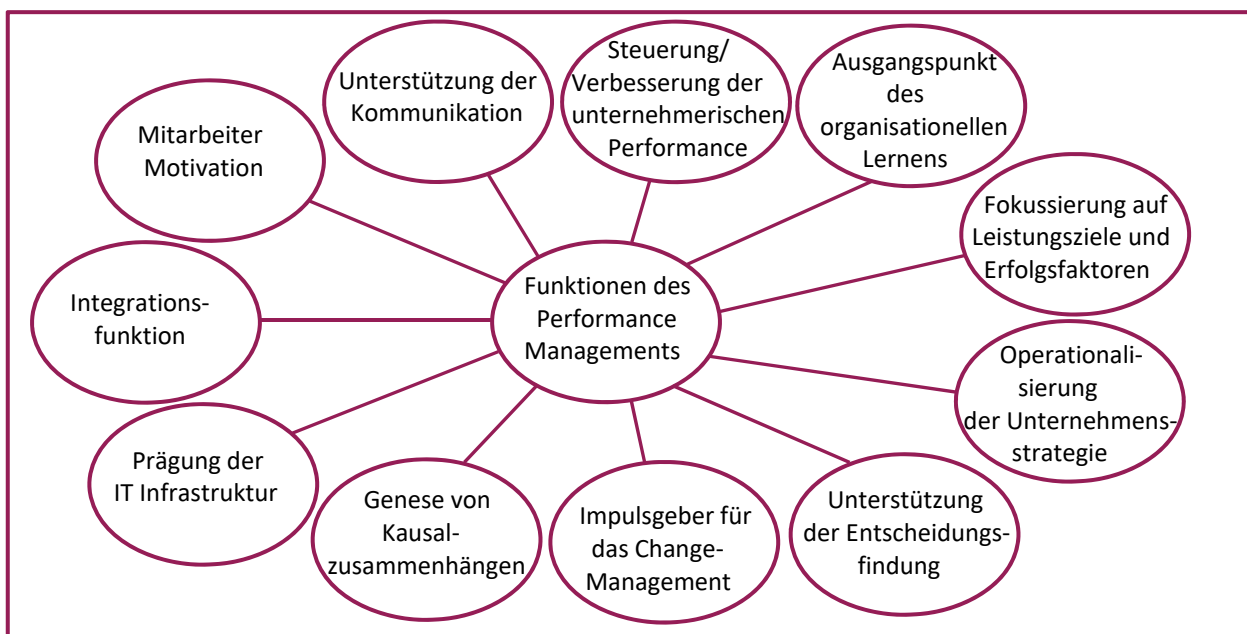 Funktionen des
Performance
Managements
Steuerung/
Verbesserung der
unternehmerischen
Performance
Ausgangspunkt
des
organisationellen
Lernens
Fokussierung auf
Leistungsziele und
Erfolgsfaktoren
Operationali-
sierung
der Unternehmens-
strategie
Unterstützung
der Entscheidungs-
findung
Impulsgeber für
das Change-
Management
Genese von
Kausal-
zusammenhängen
Prägung der
IT Infrastruktur
Integrations-
funktion
Mitarbeiter
Motivation
Unterstützung der
Kommunikation